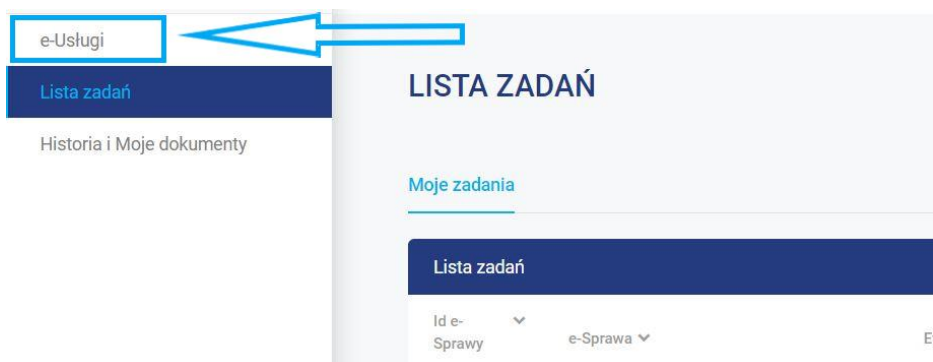 e-Usługi
Lista zadań
Historia i Moje dokumenty
LISTA ZADAŃ
Moje zadania
Lista zadań
Id e-
Sprawy
e-Sprawa